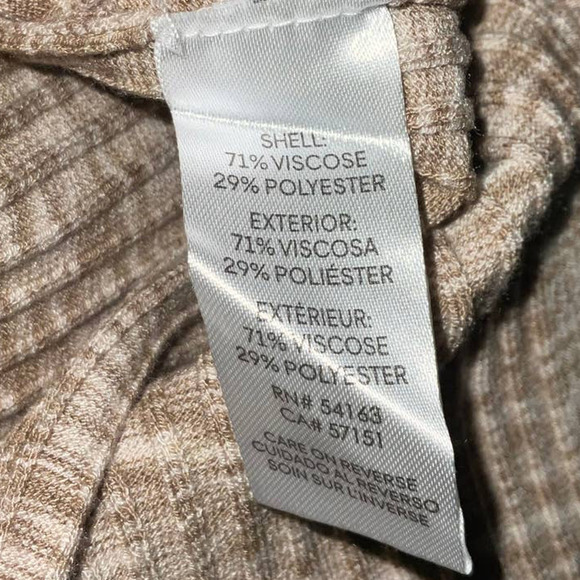 SHELL:
71% VISCOSE
29% POLYESTER
EXTERIOR:
71% VISCOSA
29% POLIÉSTER
EXTÉRIEUR:
71% VISCOSE
29% POLYESTER
RN# 54163
CA# 57151
CARE ON REVERSE
CUIDADO AL REVERSO
SOIN SUR L'INVERSE